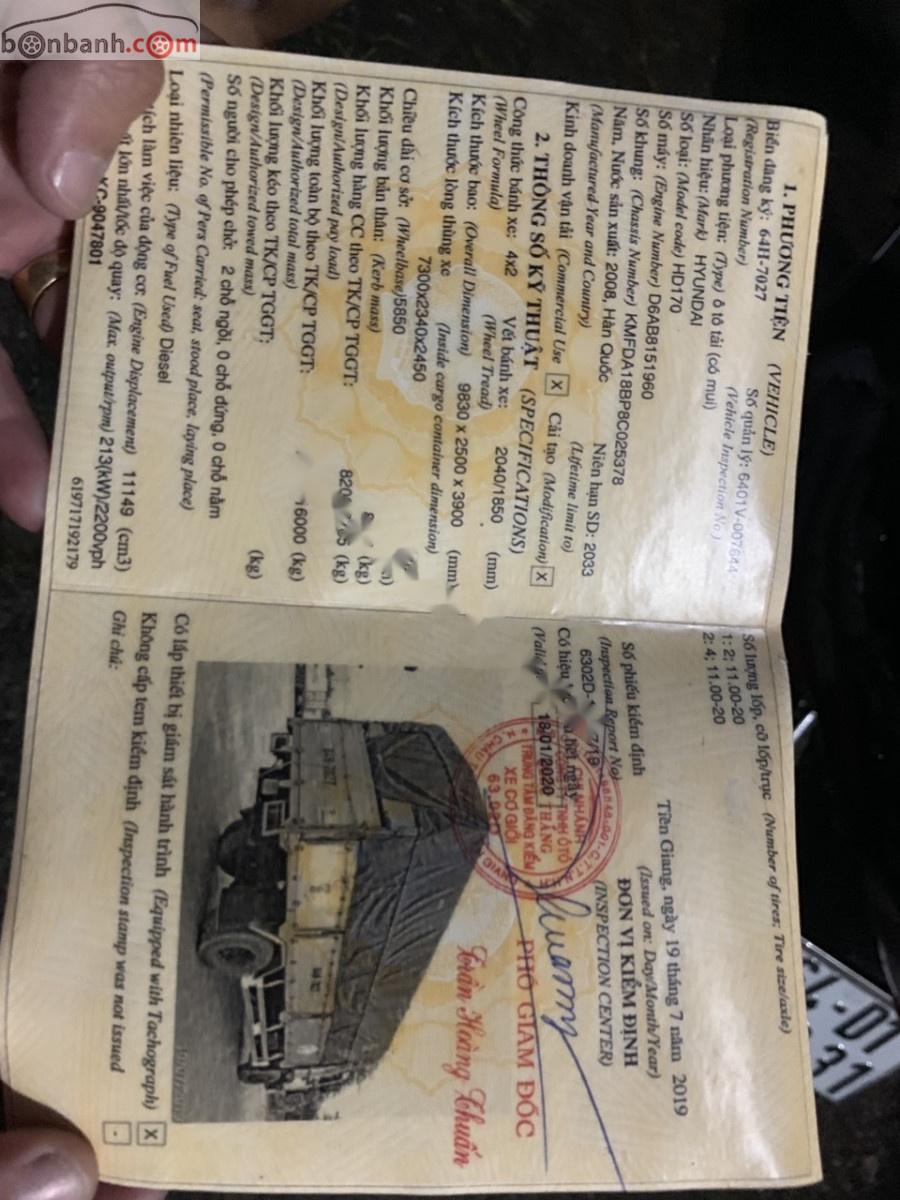 bonbanh.com
1. PHƯƠNG TIỆN (VEHICLE)
Biển đăng ký: 64H-7027 Số quản lý: 6401V-007644
(Registration Number) (Vehicle Inspection No.)
Loại phương tiện: (Type) ô tô tải (có mui)
Nhãn hiệu: (Mark) HYUNDAI
Số loại: (Model code) HD170
Số máy: (Engine Number) D6AB8151960
Số khung: (Chassis Number) KMFDA18BP8C025378
Năm, Nước sản xuất: 2008, Hàn Quốc Niên hạn SD: 2033
(Manufactured Year and Country) (Lifetime limit to)
Kinh doanh vận tải (Commercial Use) X Cải tạo (Modification) X
2. THÔNG SỐ KỸ THUẬT (SPECIFICATIONS)
Công thức bánh xe: 4x2 Vết bánh xe: 2040/1850 (mm)
(Wheel Formula) (Wheel Tread)
Kích thước bao: (Overall Dimension) 9830 x 2500 x 3900 (mm)
Kích thước lòng thùng xe (Inside cargo container dimension)
7300x2340x2450
Chiều dài cơ sở: (Wheelbase) 5850
Khối lượng bản thân: (Kerb mass) (kg)
Khối lượng hàng CC theo TK/CP TGGT: (kg)
(Design/Authorized pay load)
Khối lượng toàn bộ theo TK/CP TGGT: 16000 (kg)
(Design/Authorized total mass)
Khối lượng kéo theo TK/CP TGGT: (kg)
(Design/Authorized towed mass)
Số người cho phép chở: 2 chỗ ngồi, 0 chỗ đứng, 0 chỗ nằm
(Permissible No. of Pers Carried: seat, stood place, laying place)
Loại nhiên liệu: (Type of Fuel Used) Diesel
tích làm việc của động cơ: (Engine Displacement) 11149 (cm3)
lớn nhất/tốc độ quay: (Max. output/rpm) 213(kW)/2200vph
KC-9047801 619717192179
Số lượng lốp, cỡ lốp/trục (Number of tires; Tire size/axle)
1: 2; 11.00-20
2: 4; 11.00-20
Tiền Giang, ngày 19 tháng 7 năm 2019
(Issued on: Day/Month/Year)
Số phiếu kiểm định ĐƠN VỊ KIỂM ĐỊNH
(Inspection Report No) (INSPECTION CENTER)
6302D- /19
Có hiệu hết ngày
18/01/2020
CHI NHÁNH
TRUNG TÂM ĐĂNG KIỂM
XE CƠ GIỚI
PHÓ GIÁM ĐỐC
Trần Hoàng Thuấn
Có lắp thiết bị giám sát hành trình (Equipped with Tachograph) X
Không cấp tem kiểm định (Inspection stamp was not issued -
Ghi chú: